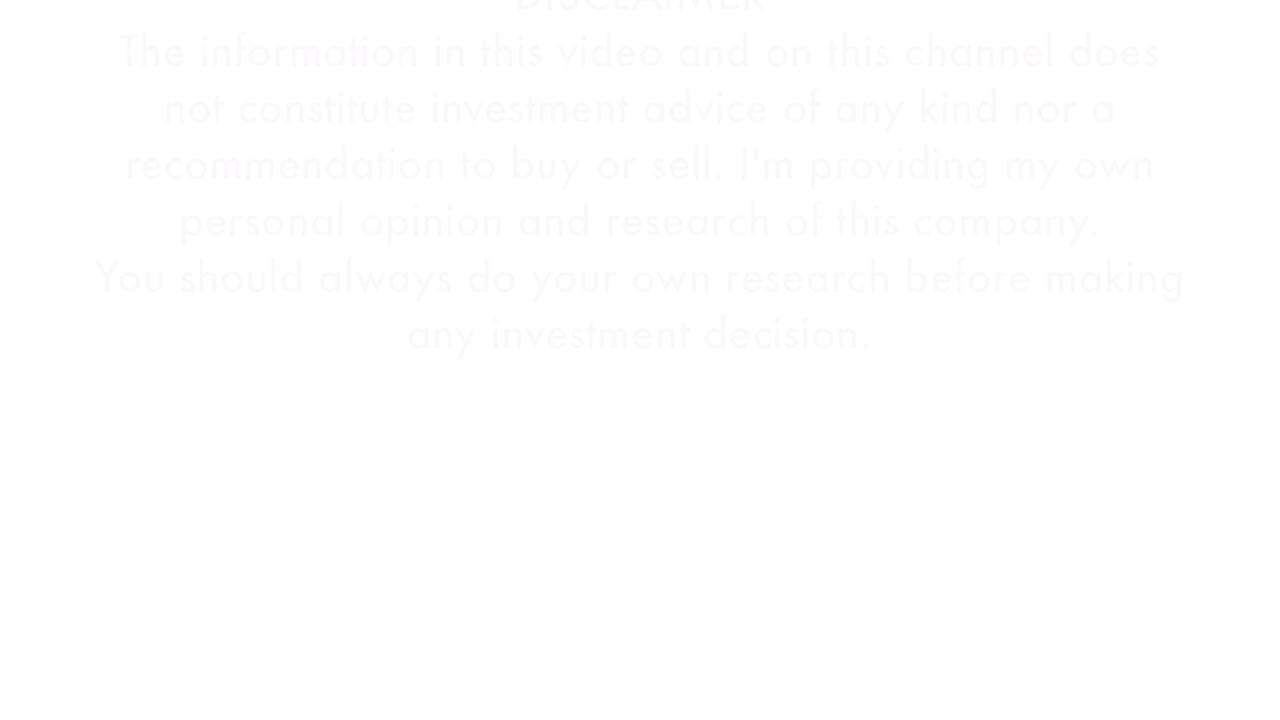 DISCLAIMER
The information in this video and on this channel does
not constitute investment advice of any kind nor a
recommendation to buy or sell. I'm providing my own
personal opinion and research of this company.
You should always do your own research before making
any investment decision.